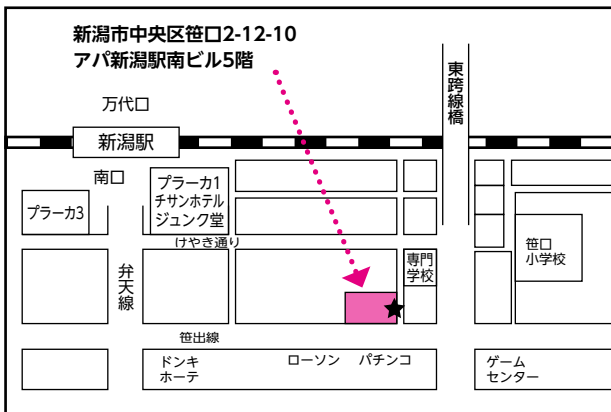 新潟市中央区笹口2-12-10
アパ新潟駅南ビル5階
万代口
東跨線橋
新潟駅
南口
プラーカ1
チサンホテル
ジュンク堂
プラーカ3
けやき通り
弁天線
専門
学校
笹口
小学校
笹出線
ドンキ
ホーテ
ローソン
パチンコ
ゲーム
センター